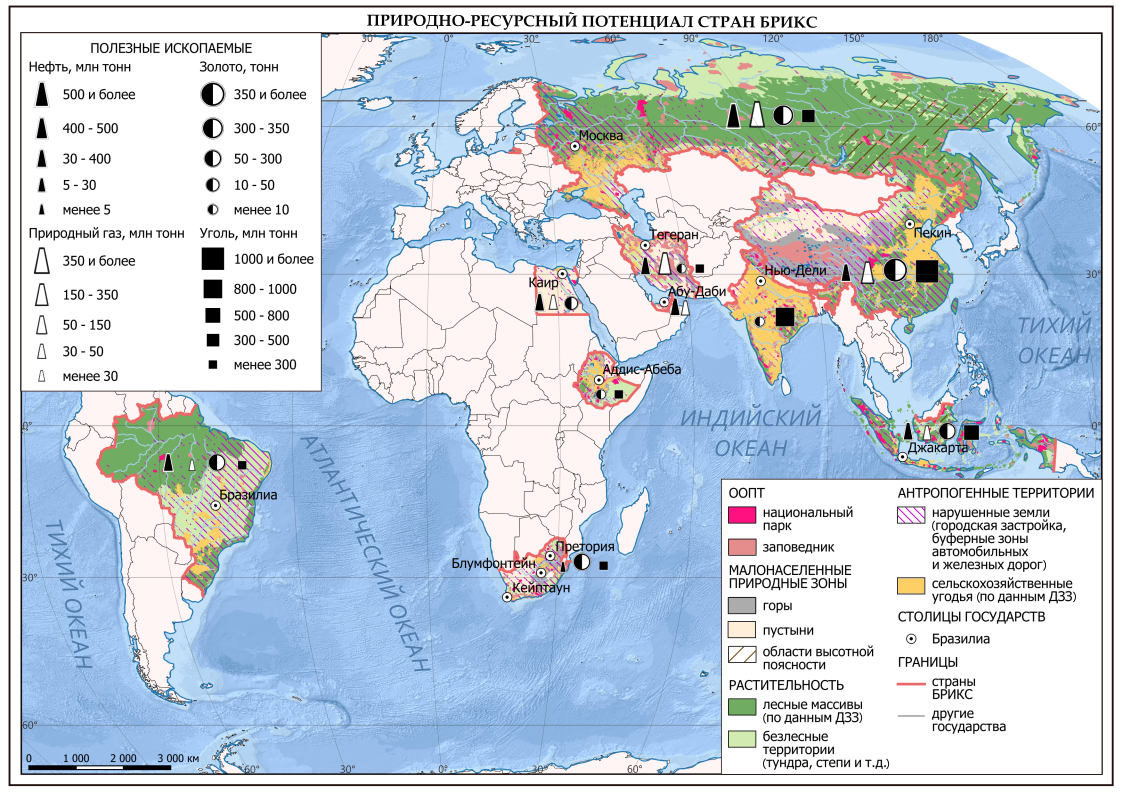 ПРИРОДНО-РЕСУРСНЫЙ ПОТЕНЦИАЛ СТРАН БРИКС
ПОЛЕЗНЫЕ ИСКОПАЕМЫЕ
Нефть, млн тонн
500 и более
400 - 500
30 - 400
5 - 30
менее 5
Природный газ, млн тонн
350 и более
150 - 350
50 - 150
30 - 50
менее 30
Золото, тонн
350 и более
300 - 350
50 - 300
10 - 50
менее 10
Уголь, млн тонн
1000 и более
800 - 1000
500 - 800
300 - 500
менее 300
30°
0°
30°
60°
90°
120°
150°
180°
60°
30°
0°
0°
30°
60°
60°
30°
0°
30°
60°
Москва
Пекин
Тегеран
Нью-Дели
Каир
Абу-Даби
Аддис-Абеба
Джакарта
Бразилиа
Претория
Блумфонтейн
Кейптаун
ТИХИЙ
ОКЕАН
ИНДИЙСКИЙ
ОКЕАН
АТЛАНТИЧЕСКИЙ ОКЕАН
ТИХИЙ ОКЕАН
0 1 000 2 000 3 000 км
ООПТ
национальный
парк
заповедник
МАЛОНАСЕЛЕННЫЕ
ПРИРОДНЫЕ ЗОНЫ
горы
пустыни
области высотной
поясности
РАСТИТЕЛЬНОСТЬ
лесные массивы
(по данным ДЗЗ)
безлесные
территории
(тундра, степи и т.д.)
АНТРОПОГЕННЫЕ ТЕРРИТОРИИ
нарушенные земли
(городская застройка,
буферные зоны
автомобильных
и железных дорог)
сельскохозяйственные
угодья (по данным ДЗЗ)
СТОЛИЦЫ ГОСУДАРСТВ
Бразилиа
ГРАНИЦЫ
страны
БРИКС
другие
государства